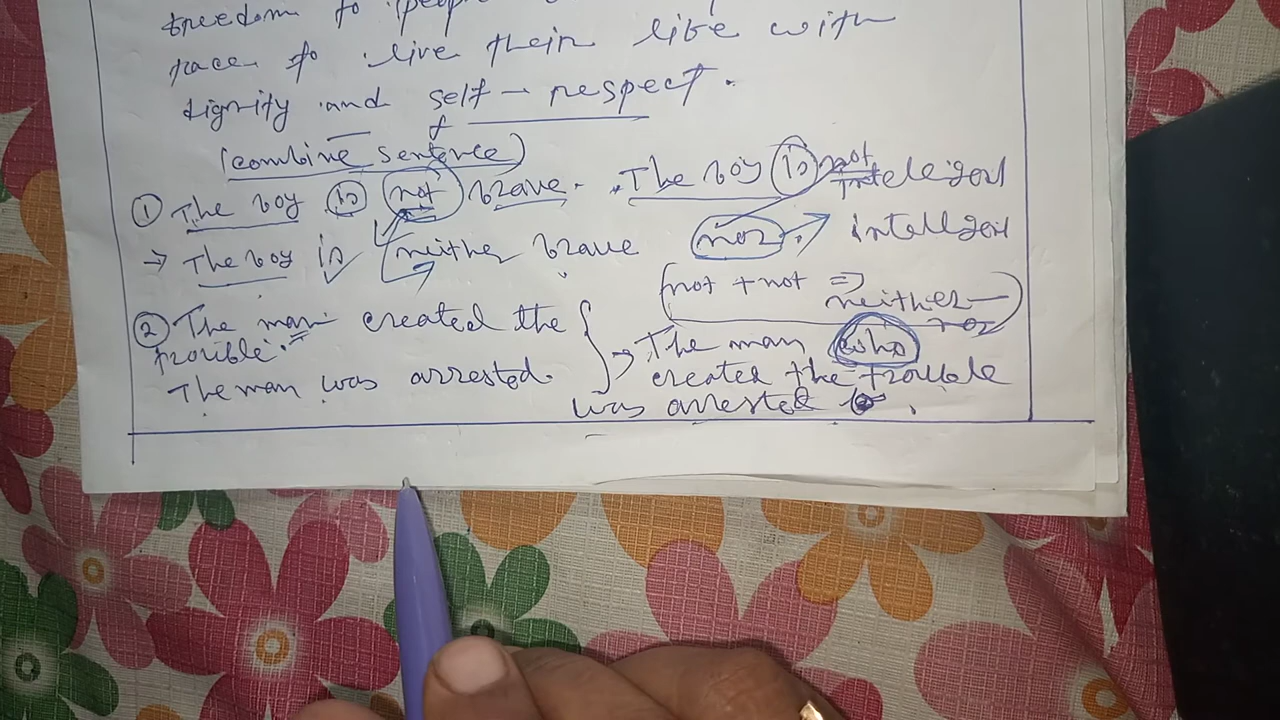 freedom to people
race to live their life with
dignity and self - respect.
(combine sentence)
① The boy is not brave. The boy is not intelegent
→ The boy is neither brave nor intellgent
(not + not => neither nor)
② The man created the trouble.
The man was arrested.
→ The man who created the trouble was arrested